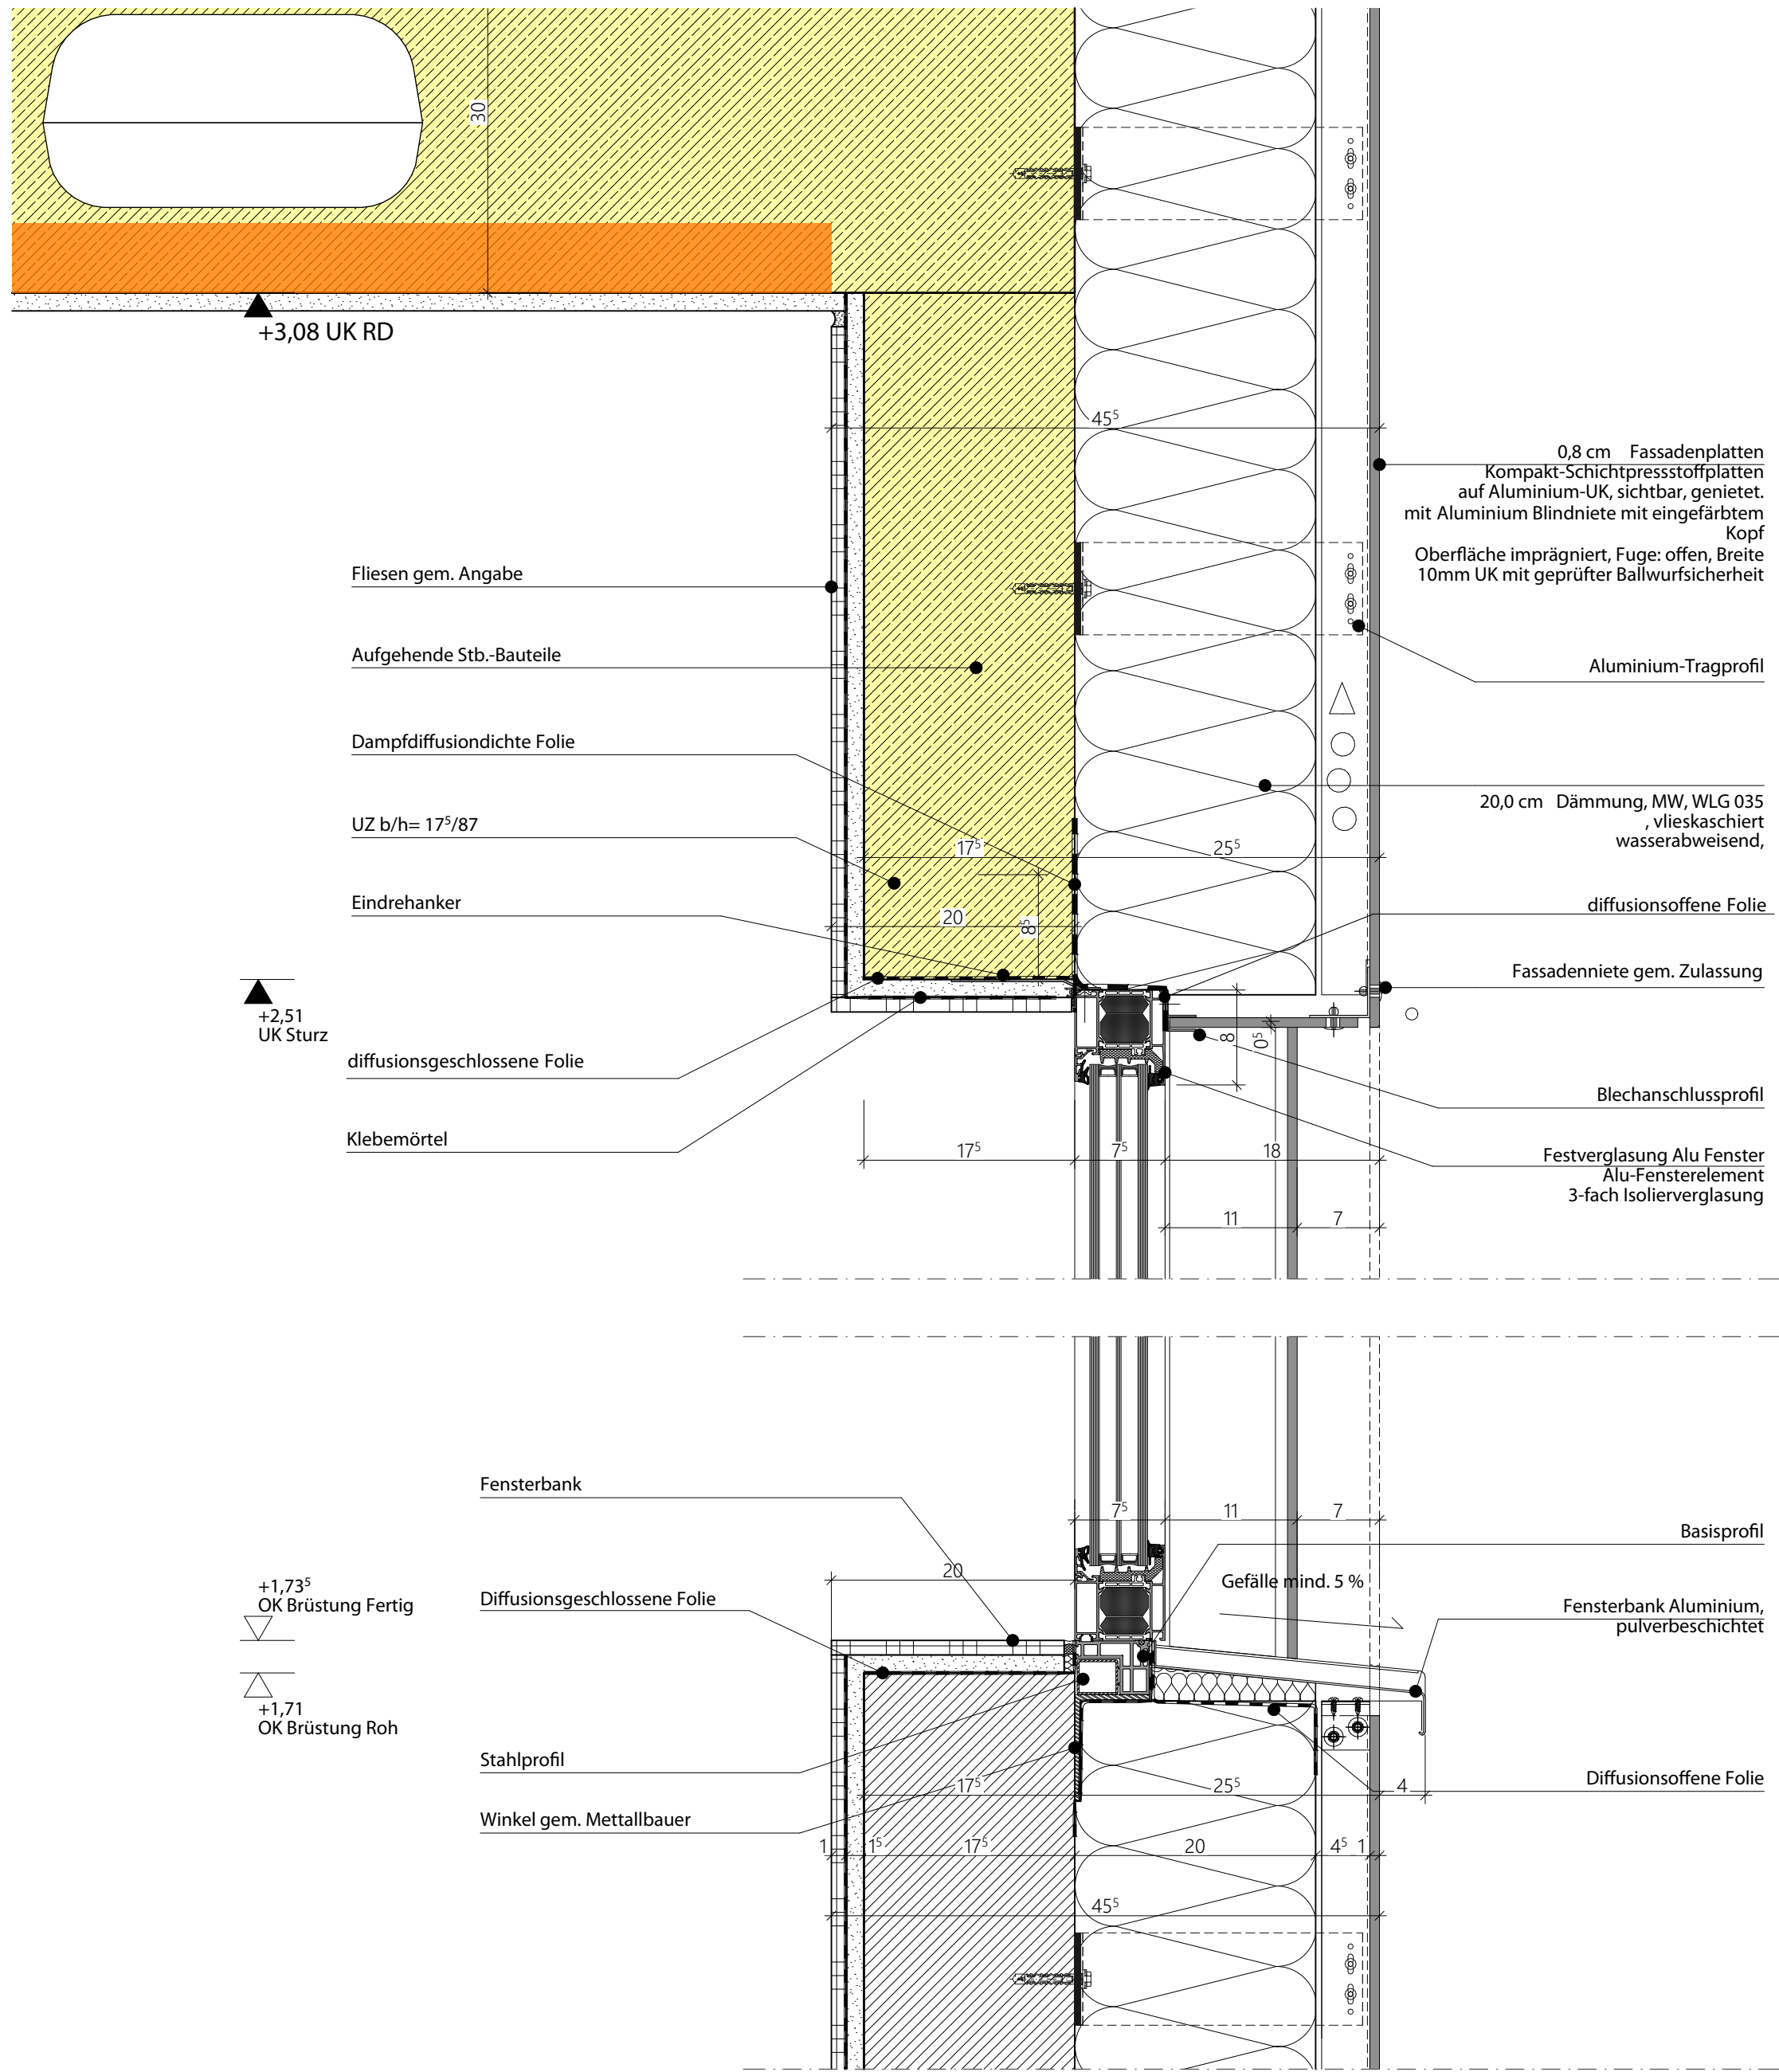 30
+3,08 UK RD
45⁵
0,8 cm Fassadenplatten
Kompakt-Schichtpressstoffplatten
auf Aluminium-UK, sichtbar, genietet.
mit Aluminium Blindniete mit eingefärbtem
Kopf
Oberfläche imprägniert, Fuge: offen, Breite
10mm UK mit geprüfter Ballwurfsicherheit
Fliesen gem. Angabe
Aufgehende Stb.-Bauteile
Aluminium-Tragprofil
Dampfdiffusiondichte Folie
20,0 cm Dämmung, MW, WLG 035
, vlieskaschiert
wasserabweisend,
UZ b/h= 17⁵/87
17⁵
25⁵
Eindrehanker
20
8⁵
diffusionsoffene Folie
Fassadenniete gem. Zulassung
+2,51
UK Sturz
8
0⁵
diffusionsgeschlossene Folie
Blechanschlussprofil
Klebemörtel
17⁵
7⁵
18
Festverglasung Alu Fenster
Alu-Fensterelement
3-fach Isolierverglasung
11
7
Fensterbank
7⁵
11
7
Basisprofil
20
Gefälle mind. 5 %
+1,73⁵
OK Brüstung Fertig
Diffusionsgeschlossene Folie
Fensterbank Aluminium,
pulverbeschichtet
+1,71
OK Brüstung Roh
Stahlprofil
17⁵
25⁵
4
Diffusionsoffene Folie
Winkel gem. Mettallbauer
1
1⁵
17⁵
20
4⁵
1
45⁵